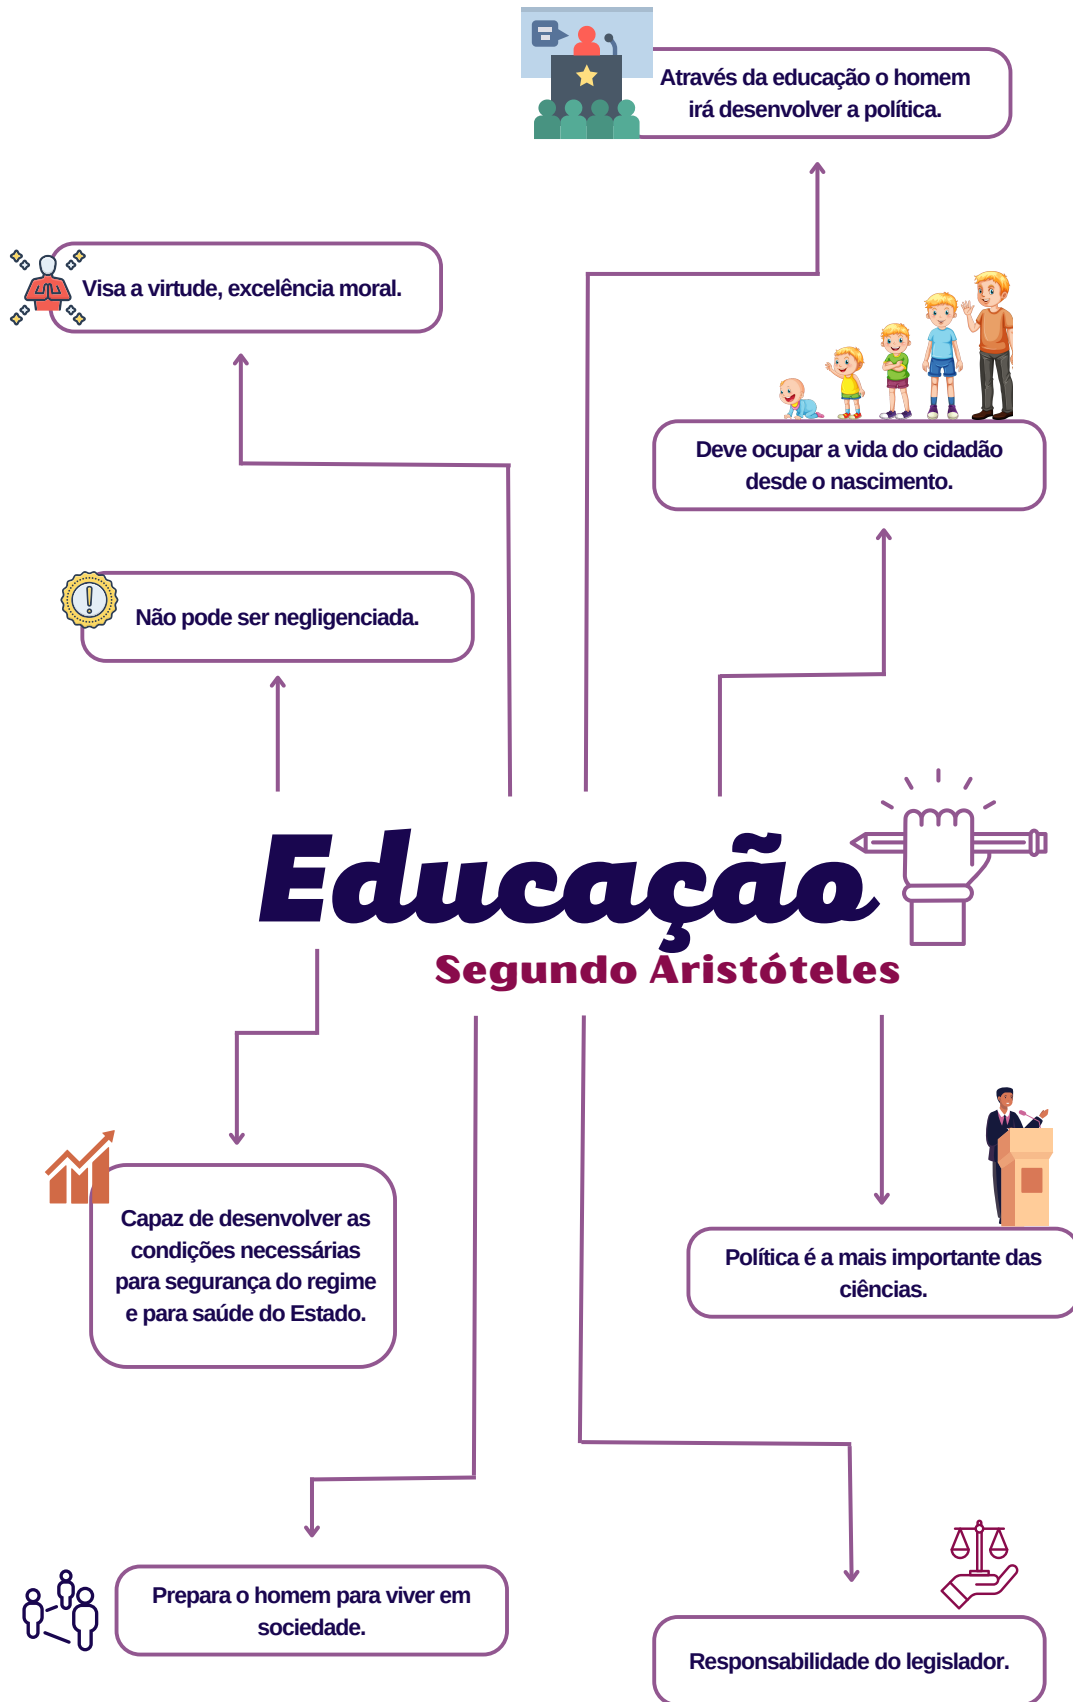 Através da educação o homem
irá desenvolver a política.
Visa a virtude, excelência moral.
Deve ocupar a vida do cidadão
desde o nascimento.
Não pode ser negligenciada.
Educação
Segundo Aristóteles
Capaz de desenvolver as
condições necessárias
para segurança do regime
e para saúde do Estado.
Política é a mais importante das
ciências.
Prepara o homem para viver em
sociedade.
Responsabilidade do legislador.